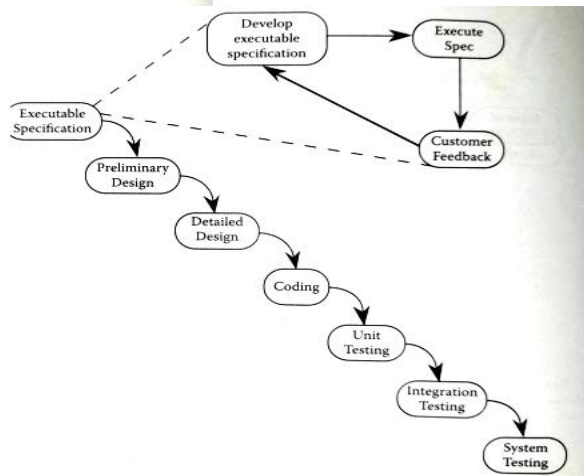 Develop
executable
specification
Execute
Spec
Executable
Specification
Customer
Feedback
Preliminary
Design
Detailed
Design
Coding
Unit
Testing
Integration
Testing
System
Testing